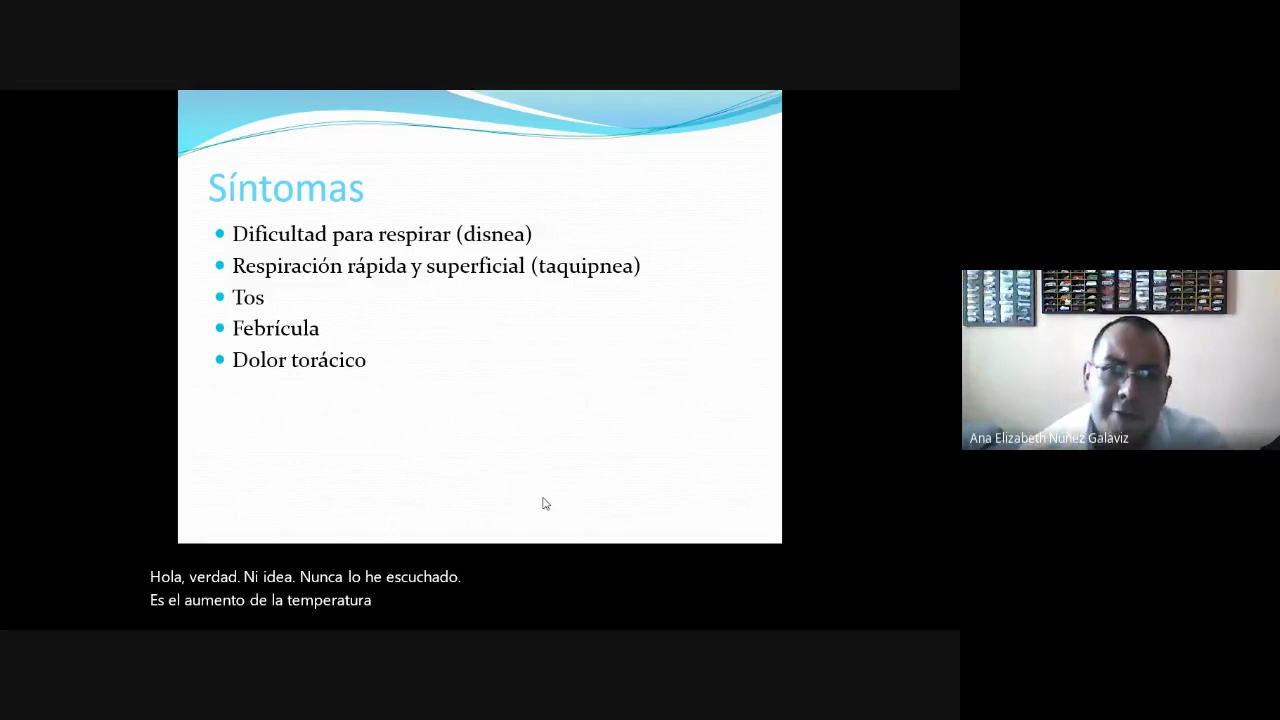 Síntomas
Dificultad para respirar (disnea)
Respiración rápida y superficial (taquipnea)
Tos
Febrícula
Dolor torácico
Ana Elizabeth Núñez Galaviz
Hola, verdad. Ni idea. Nunca lo he escuchado.
Es el aumento de la temperatura